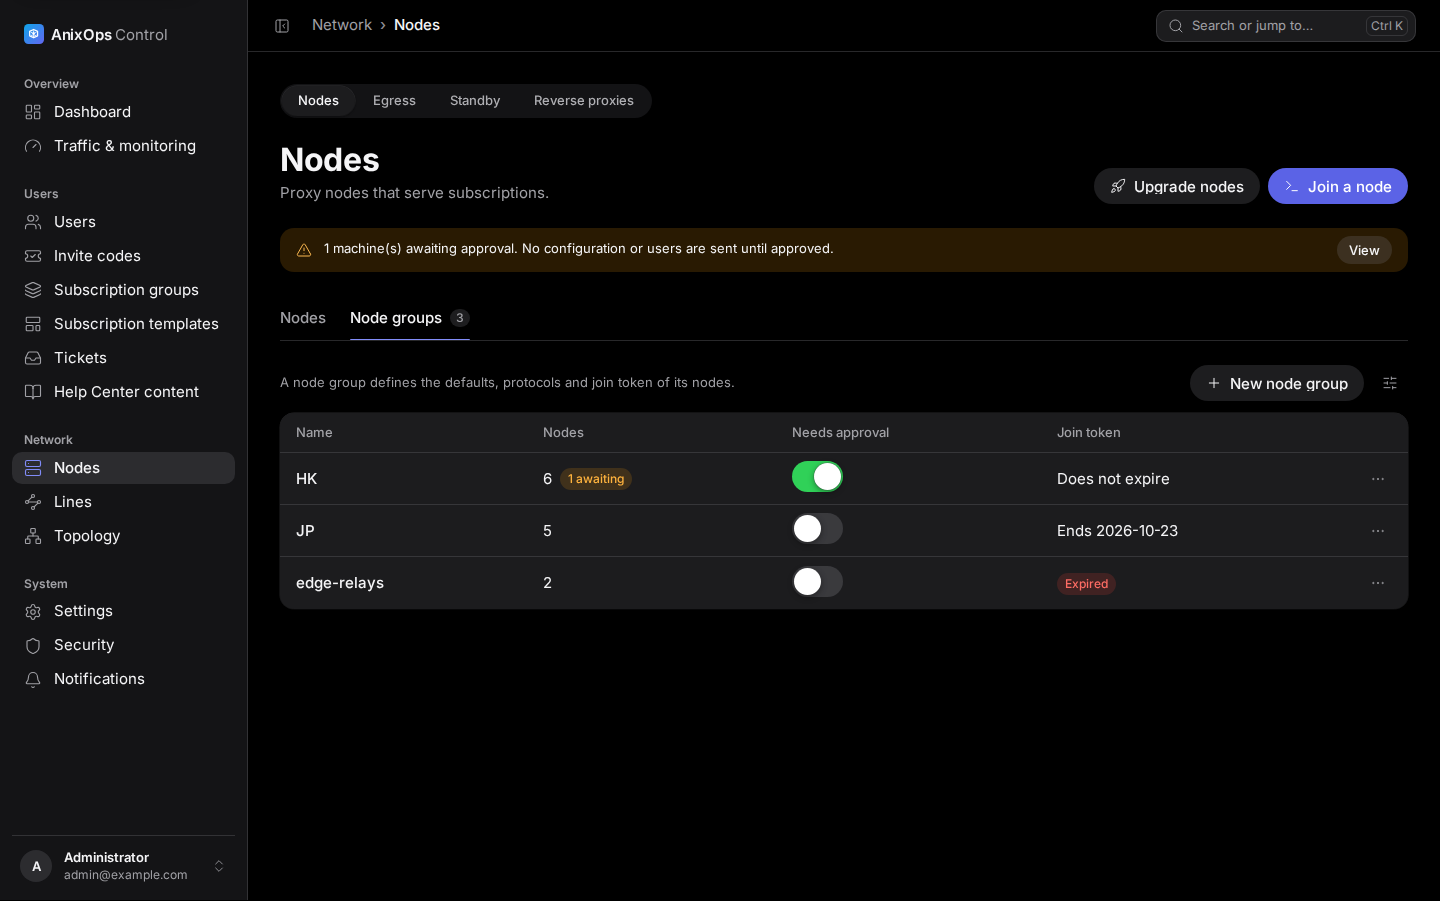 AnixOps Control
Network › Nodes
Search or jump to...
Ctrl K
Overview
Dashboard
Traffic & monitoring
Users
Users
Invite codes
Subscription groups
Subscription templates
Tickets
Help Center content
Network
Nodes
Lines
Topology
System
Settings
Security
Notifications
A
Administrator
admin@example.com
Nodes Egress Standby Reverse proxies
Nodes
Proxy nodes that serve subscriptions.
Upgrade nodes
Join a node
1 machine(s) awaiting approval. No configuration or users are sent until approved.
View
Nodes Node groups 3
A node group defines the defaults, protocols and join token of its nodes.
New node group
Name Nodes Needs approval Join token
HK 6 1 awaiting Does not expire
JP 5 Ends 2026-10-23
edge-relays 2 Expired